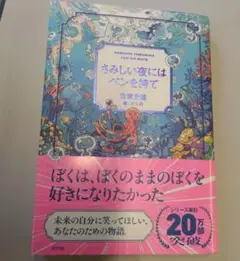 さみしい夜には
ペンを持て
古賀史健
ぼくは、ぼくのままのぼくを
好きになりたかった
未来の自分に笑ってほしい。
あなたのための物語。
シリーズ累計
20万部
突破